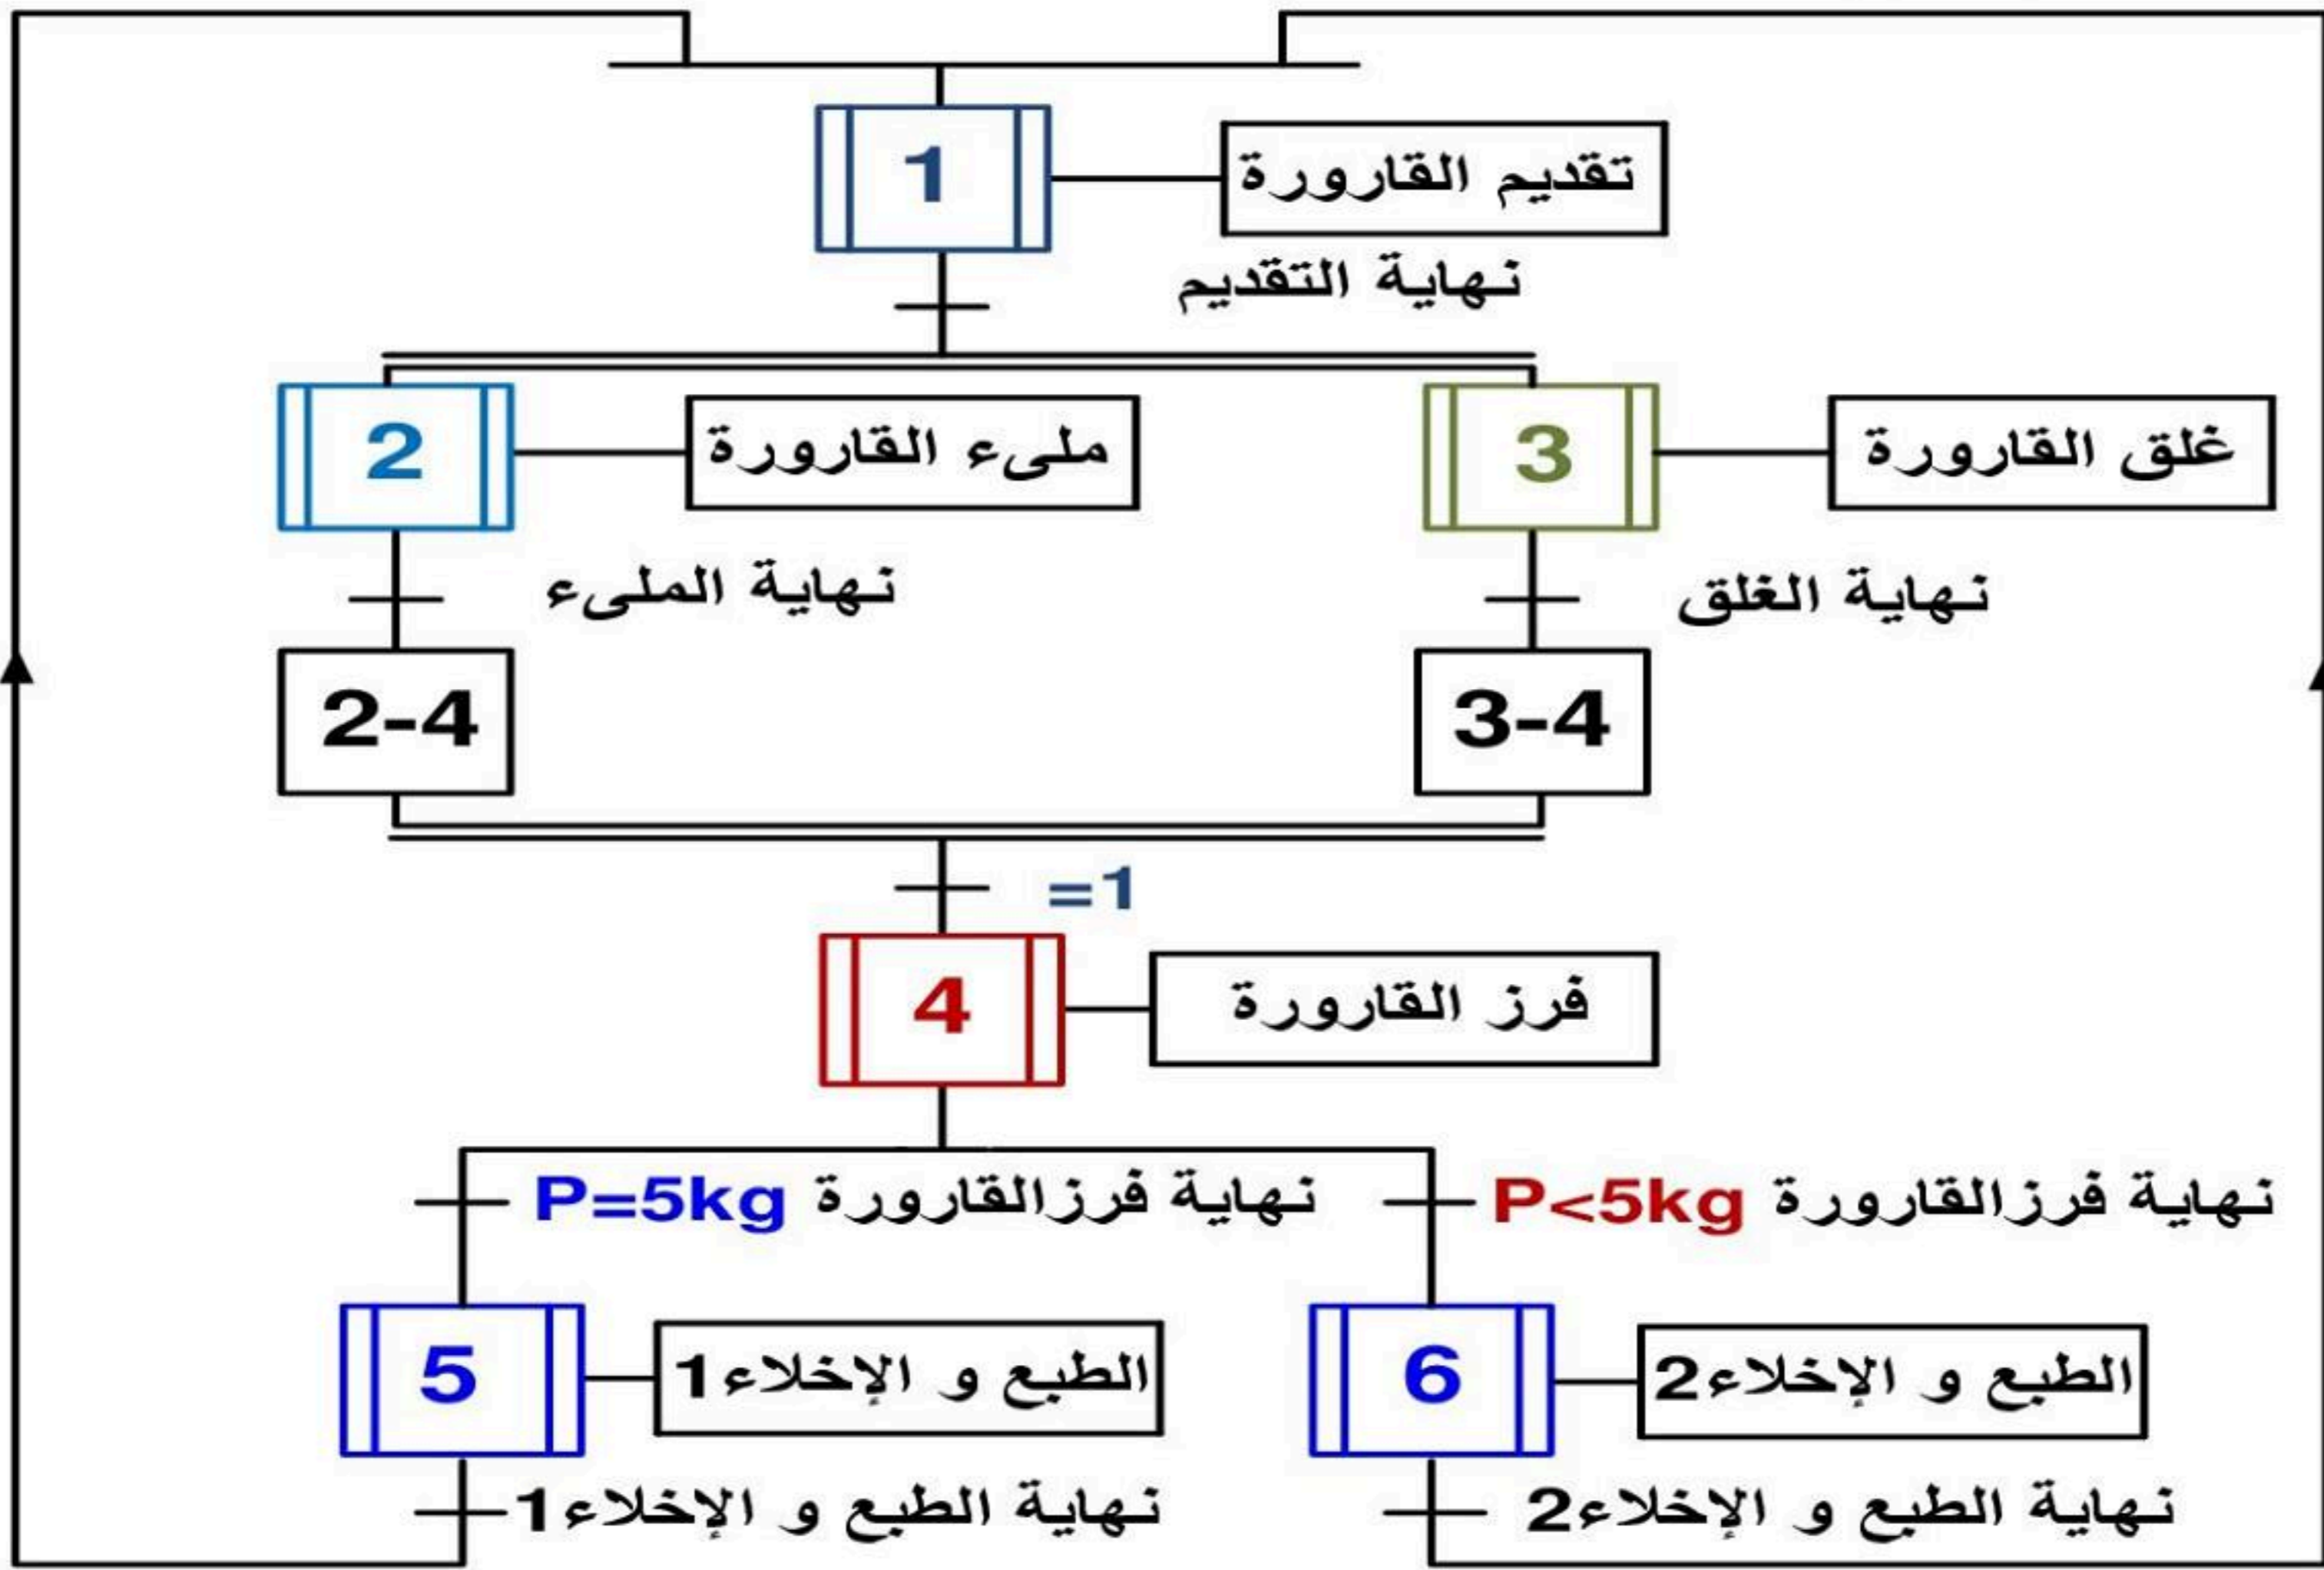 1
تقديم القارورة
نهاية التقديم
2
ملىء القارورة
3
غلق القارورة
نهاية الملىء
نهاية الغلق
2-4
3-4
=1
4
فرز القارورة
نهاية فرزالقارورة P=5kg
نهاية فرزالقارورة P<5kg
5
الطبع و الإخلاء1
6
الطبع و الإخلاء2
نهاية الطبع و الإخلاء1
نهاية الطبع و الإخلاء2